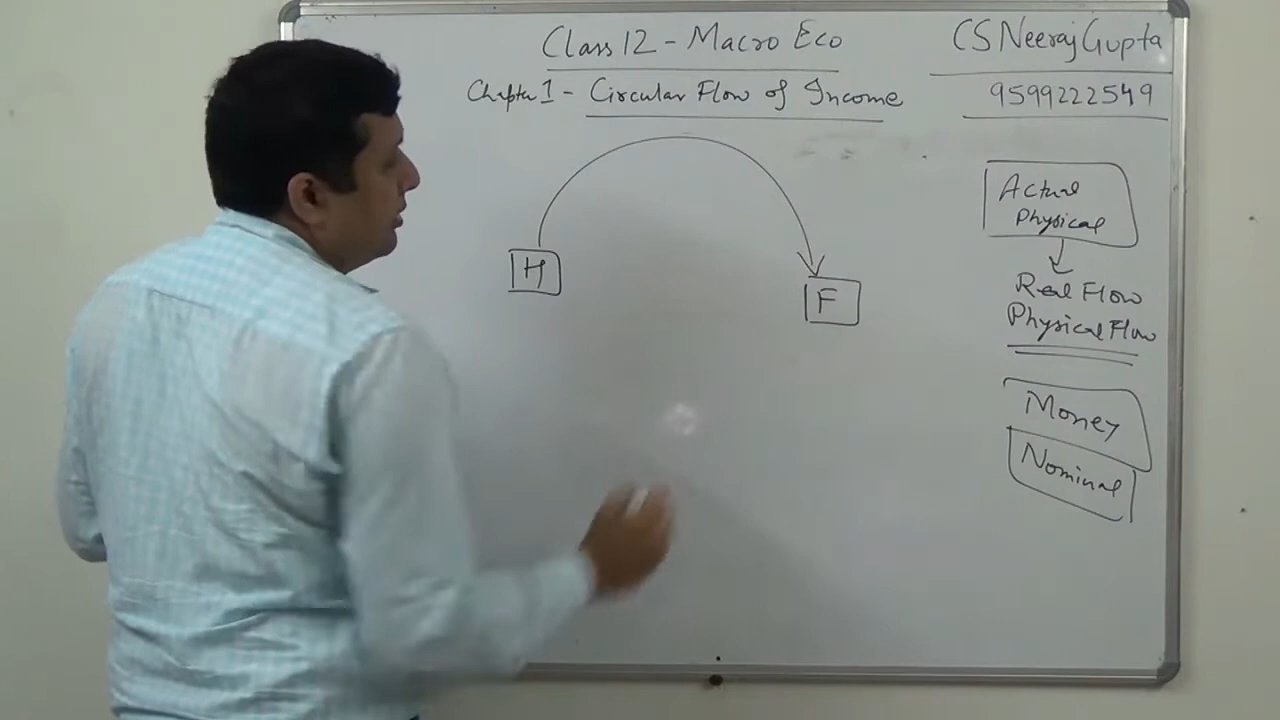 Class 12 - Macro Eco
CS Neeraj Gupta
Chapter 1 - Circular Flow of Income
9599222549
Actual
Physical
H
F
Real Flow
Physical Flow
Money
Nominal